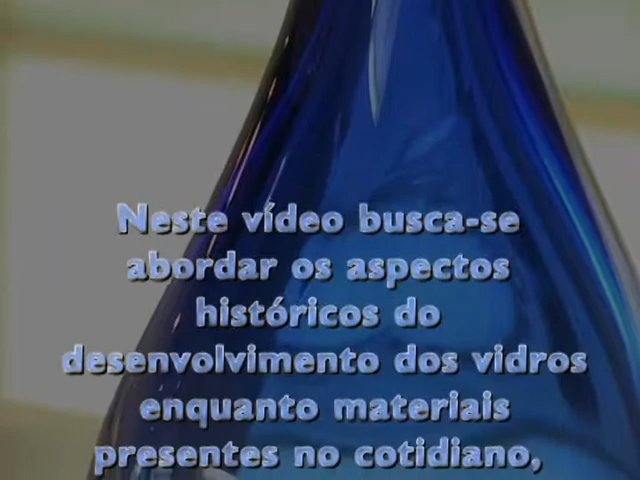 Neste vídeo busca-se
abordar os aspectos
históricos do
desenvolvimento dos vidros
enquanto materiais
presentes no cotidiano,